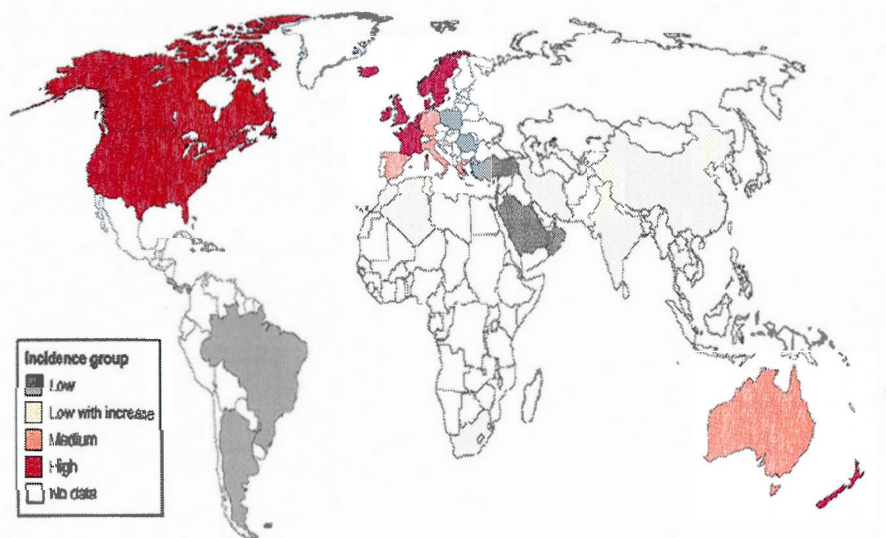 Incidence group
Low
Low with increase
Medium
High
No data